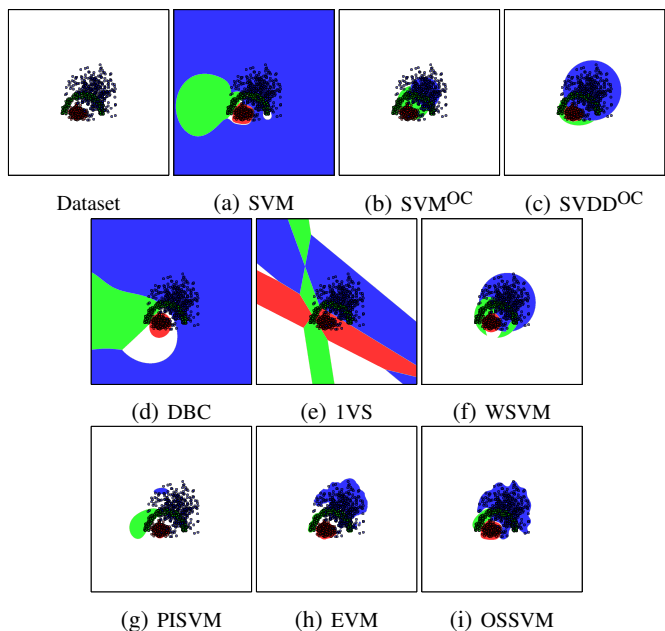 Dataset
(a) SVM
(b) SVM^OC
(c) SVDD^OC
(d) DBC
(e) 1VS
(f) WSVM
(g) PISVM
(h) EVM
(i) OSSVM